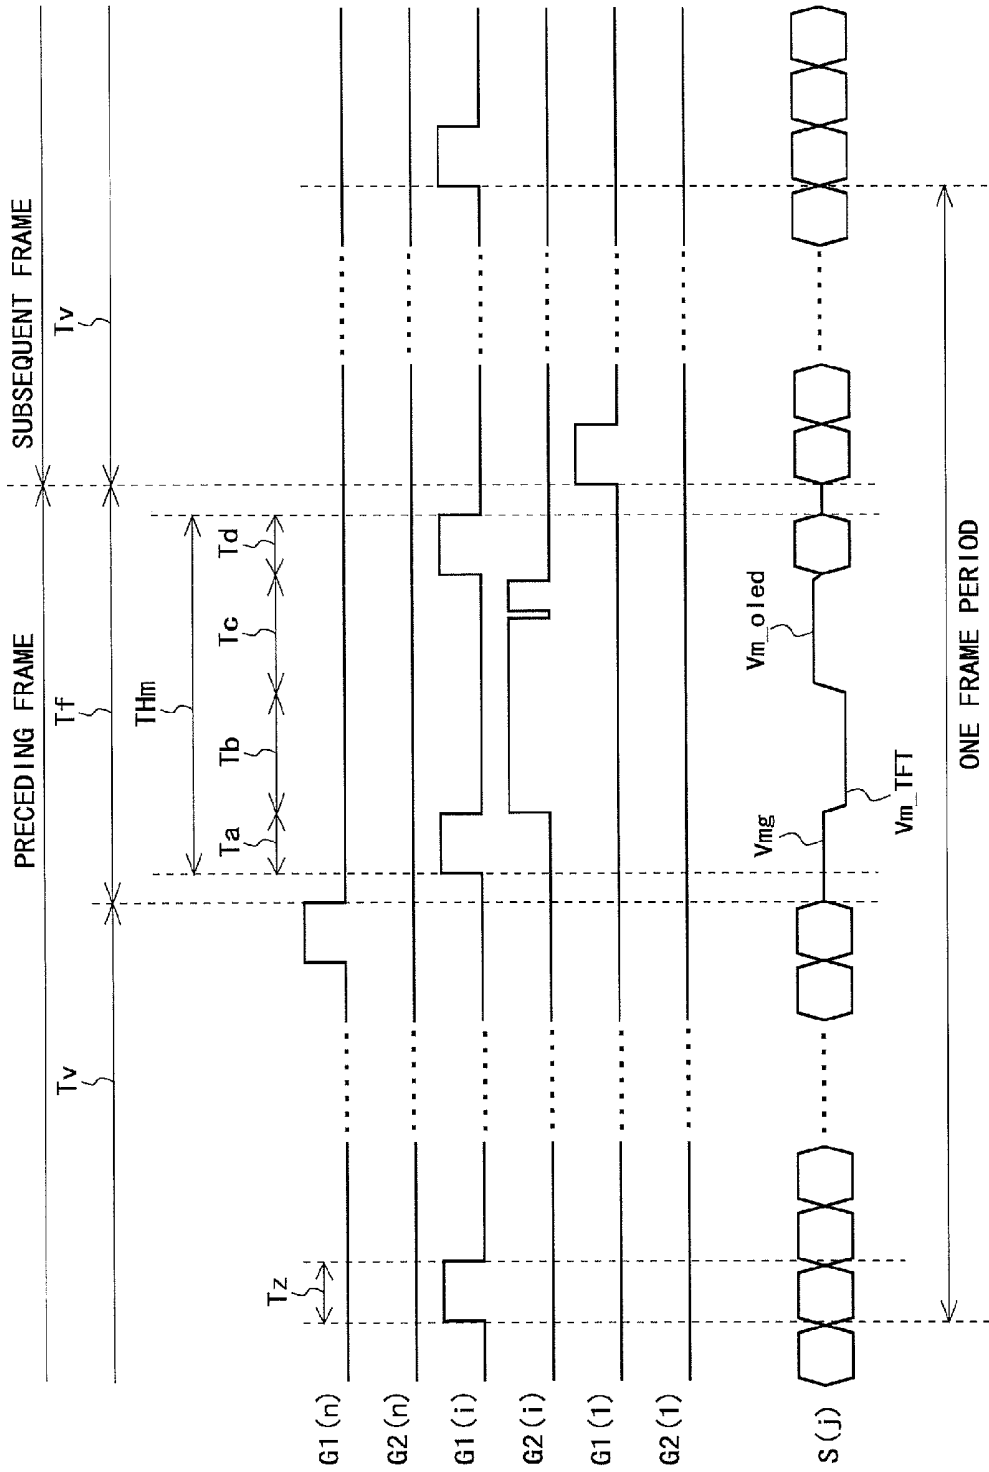 PRECEDING FRAME
SUBSEQUENT FRAME
Tv
Tf
Tv
THm
Ta
Tb
Tc
Td
Tz
G1(n)
G2(n)
G1(i)
G2(i)
G1(1)
G2(1)
S(j)
Vmg
Vm_TFT
Vm_oled
ONE FRAME PERIOD